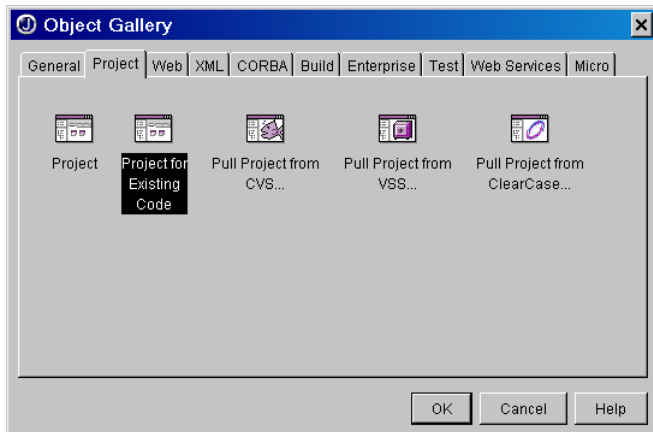 Object Gallery
General Project Web XML CORBA Build Enterprise Test Web Services Micro
Project
Project for
Existing
Code
Pull Project from
CVS...
Pull Project from
VSS...
Pull Project from
ClearCase...
OK Cancel Help